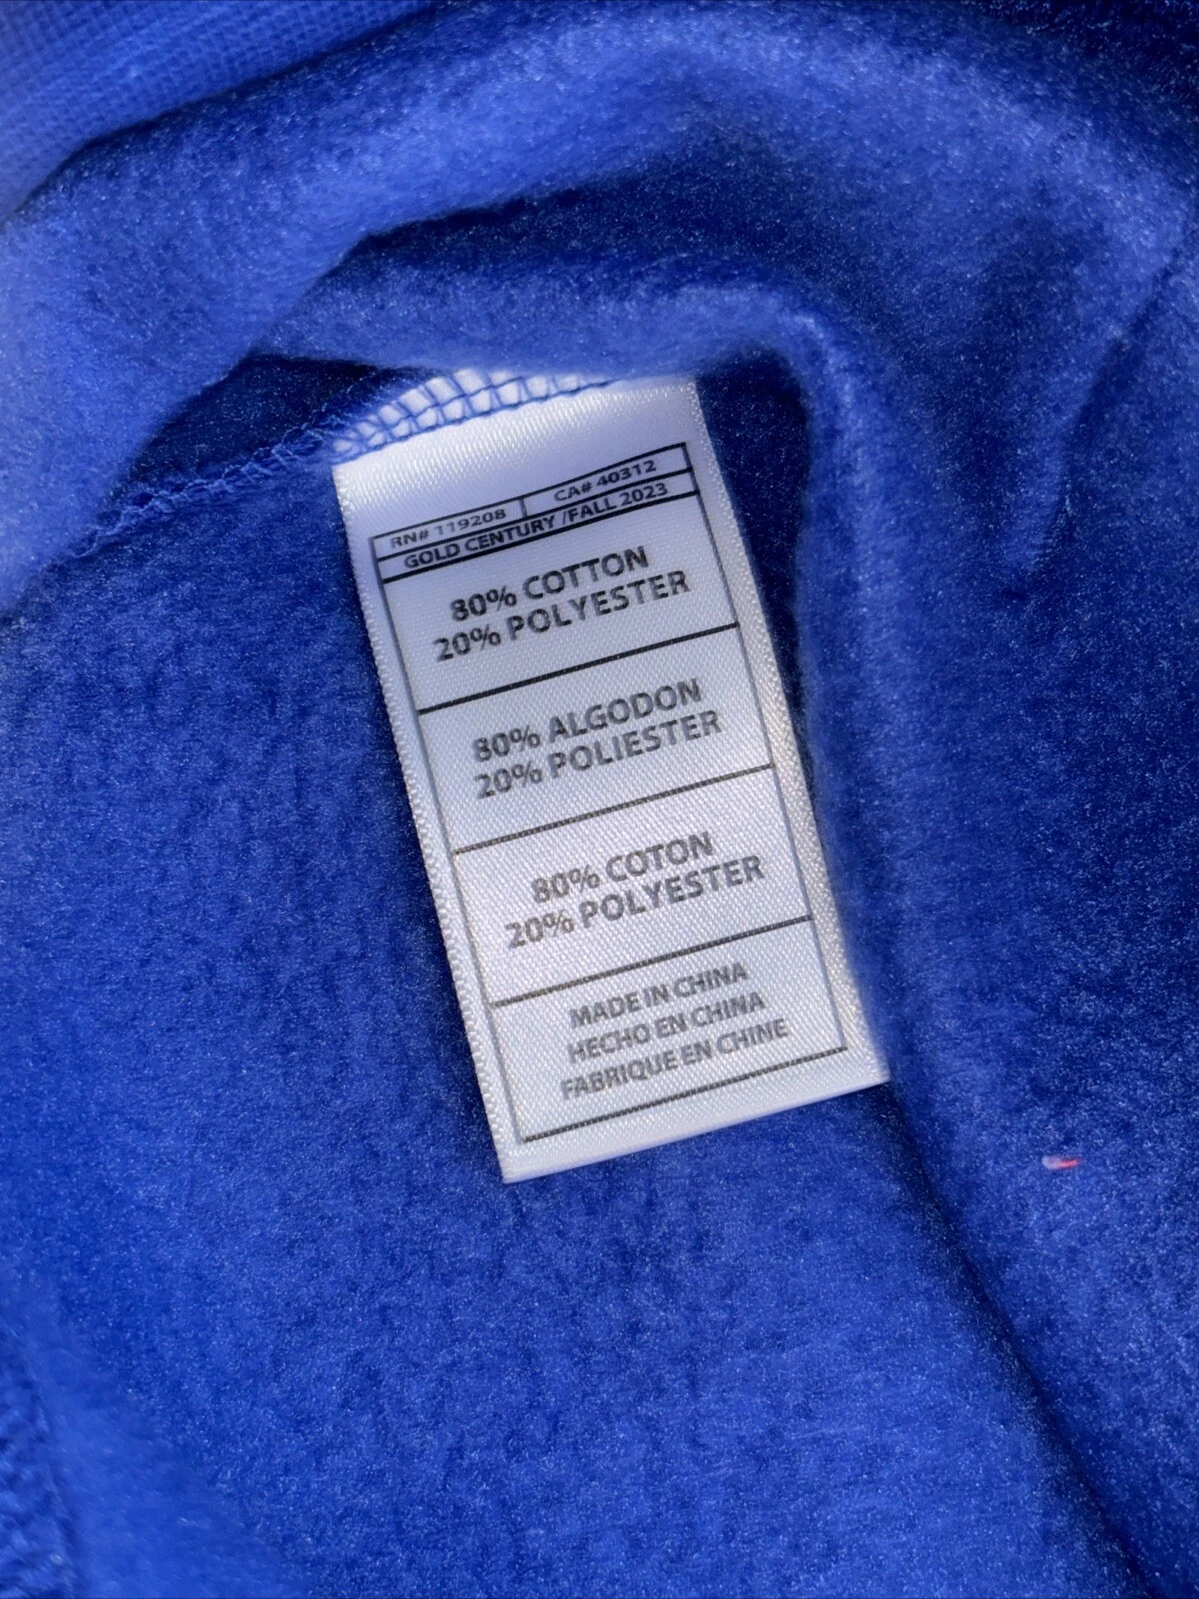 RN# 119208 CA# 40312
GOLD CENTURY /FALL 2023
80% COTTON
20% POLYESTER
80% ALGODON
20% POLIESTER
80% COTON
20% POLYESTER
MADE IN CHINA
HECHO EN CHINA
FABRIQUE EN CHINE